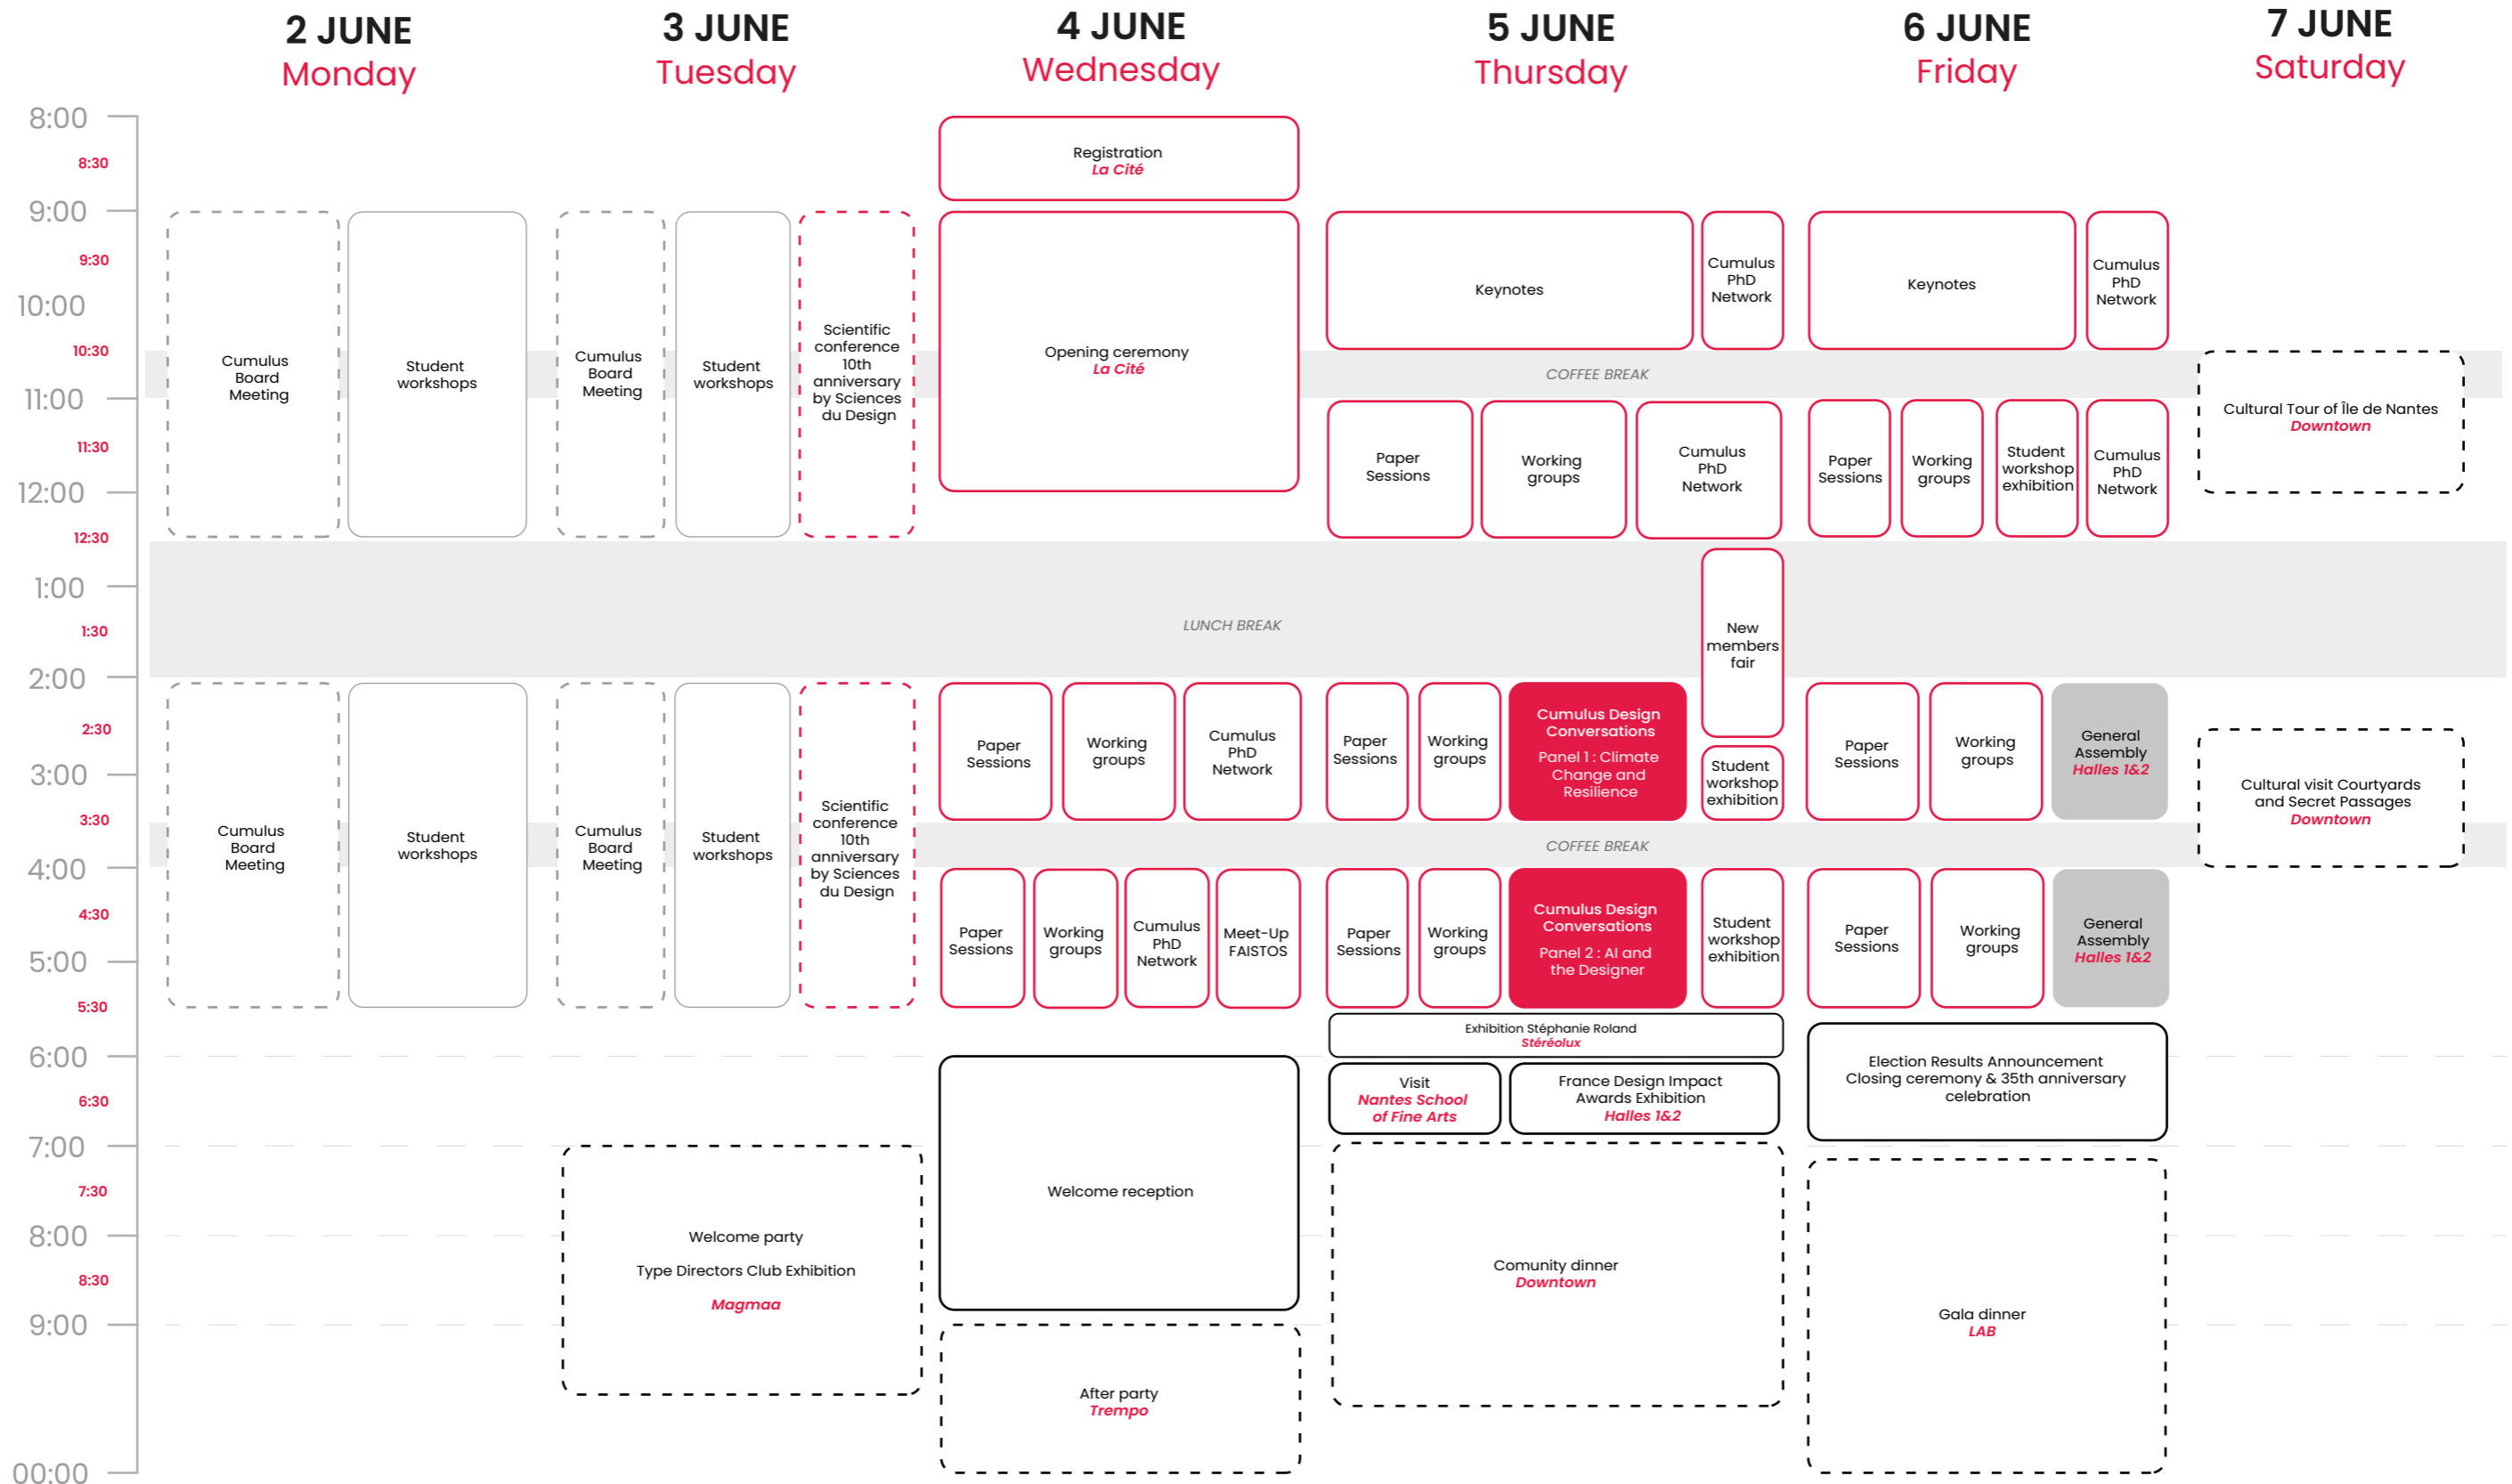 2 JUNE
Monday
3 JUNE
Tuesday
4 JUNE
Wednesday
5 JUNE
Thursday
6 JUNE
Friday
7 JUNE
Saturday
8:00
8:30
9:00
9:30
10:00
10:30
11:00
11:30
12:00
12:30
1:00
1:30
2:00
2:30
3:00
3:30
4:00
4:30
5:00
5:30
6:00
6:30
7:00
7:30
8:00
8:30
9:00
00:00
Cumulus
Board
Meeting
Student
workshops
Cumulus
Board
Meeting
Student
workshops
Cumulus
Board
Meeting
Student
workshops
Scientific
conference
10th
anniversary
by Sciences
du Design
Cumulus
Board
Meeting
Student
workshops
Scientific
conference
10th
anniversary
by Sciences
du Design
Welcome party
Type Directors Club Exhibition
Magmaa
Registration
La Cité
Opening ceremony
La Cité
LUNCH BREAK
Paper
Sessions
Working
groups
Cumulus
PhD
Network
Paper
Sessions
Working
groups
Cumulus
PhD
Network
Meet-Up
FAISTOS
Welcome reception
After party
Trempo
Keynotes
Cumulus
PhD
Network
COFFEE BREAK
Paper
Sessions
Working
groups
Cumulus
PhD
Network
New
members
fair
Paper
Sessions
Working
groups
Cumulus Design
Conversations
Panel 1 : Climate
Change and
Resilience
Student
workshop
exhibition
COFFEE BREAK
Paper
Sessions
Working
groups
Cumulus Design
Conversations
Panel 2 : AI and
the Designer
Student
workshop
exhibition
Exhibition Stéphanie Roland
Stéréolux
Visit
Nantes School
of Fine Arts
France Design Impact
Awards Exhibition
Halles 1&2
Comunity dinner
Downtown
Keynotes
Cumulus
PhD
Network
Paper
Sessions
Working
groups
Student
workshop
exhibition
Cumulus
PhD
Network
Paper
Sessions
Working
groups
General
Assembly
Halles 1&2
Paper
Sessions
Working
groups
General
Assembly
Halles 1&2
Election Results Announcement
Closing ceremony & 35th anniversary
celebration
Gala dinner
LAB
Cultural Tour of Île de Nantes
Downtown
Cultural visit Courtyards
and Secret Passages
Downtown